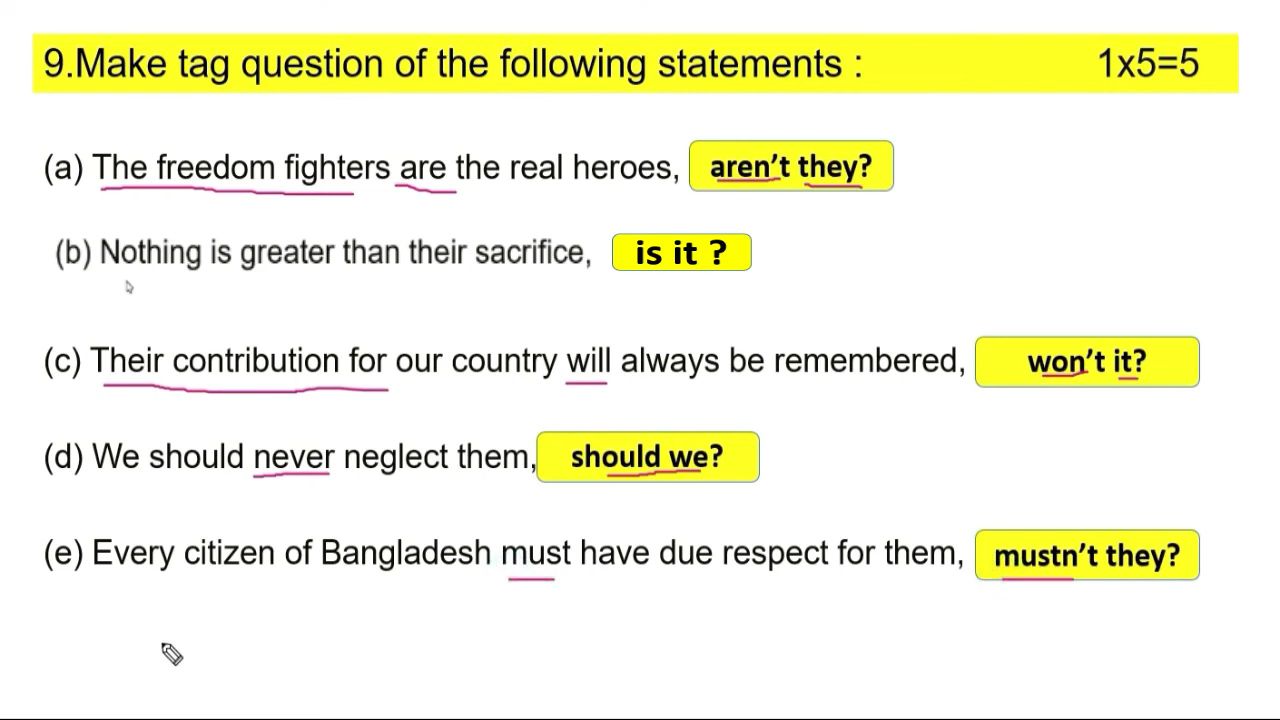 9.Make tag question of the following statements : 1x5=5
(a) The freedom fighters are the real heroes, aren’t they?
(b) Nothing is greater than their sacrifice, is it ?
(c) Their contribution for our country will always be remembered, won’t it?
(d) We should never neglect them, should we?
(e) Every citizen of Bangladesh must have due respect for them, mustn’t they?